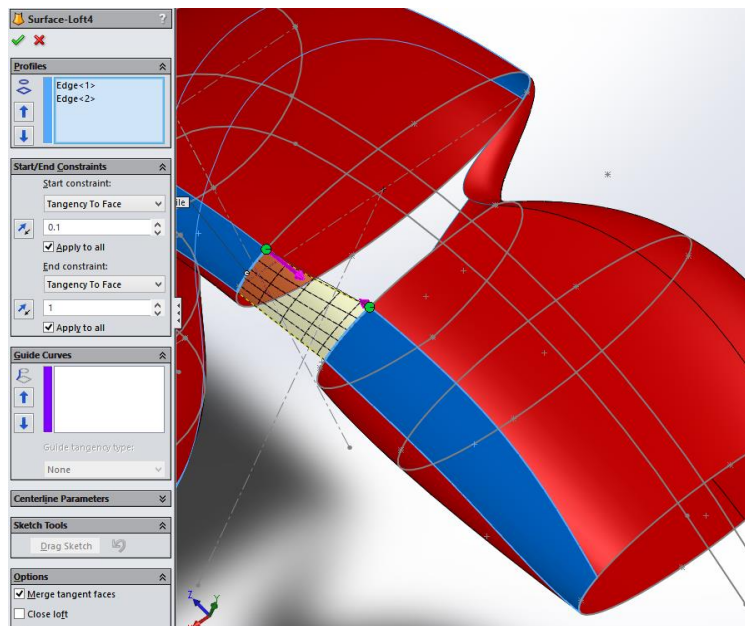 Surface-Loft4
?
Profiles
Edge<1>
Edge<2>
Start/End Constraints
Start constraint:
Tangency To Face
0.1
Apply to all
End constraint:
Tangency To Face
1
Apply to all
Guide Curves
Guide tangency type:
None
Centerline Parameters
Sketch Tools
Drag Sketch
Options
Merge tangent faces
Close loft
Z
Y